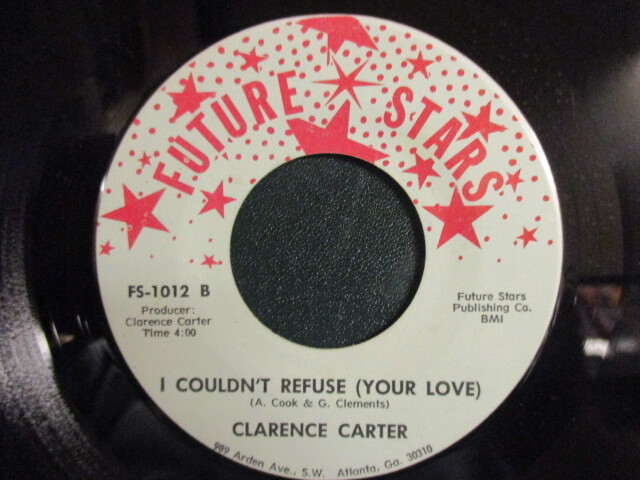 FUTURE STARS
FS-1012 B
Producer:
Clarence Carter
Time 4:00
Future Stars
Publishing Co.
BMI
I COULDN'T REFUSE (YOUR LOVE)
(A. Cook & G. Clements)
CLARENCE CARTER
989 Arden Ave., S.W. Atlanta, Ga. 30310